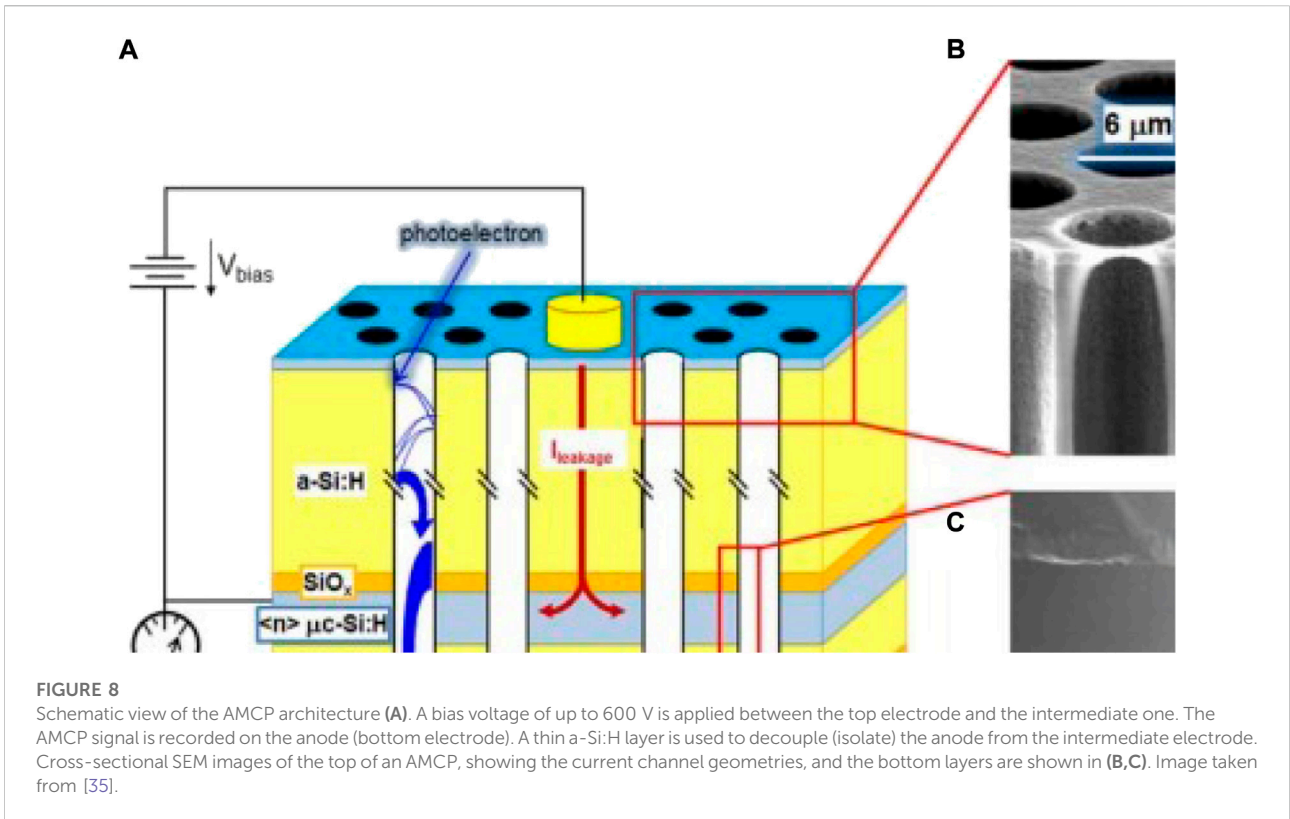 A
B
6 μm
photoelectron
V_bias
a-Si:H
I_leakage
C
SiO_x
<n> μc-Si:H
FIGURE 8
Schematic view of the AMCP architecture (A). A bias voltage of up to 600 V is applied between the top electrode and the intermediate one. The
AMCP signal is recorded on the anode (bottom electrode). A thin a-Si:H layer is used to decouple (isolate) the anode from the intermediate electrode.
Cross-sectional SEM images of the top of an AMCP, showing the current channel geometries, and the bottom layers are shown in (B,C). Image taken
from [35].